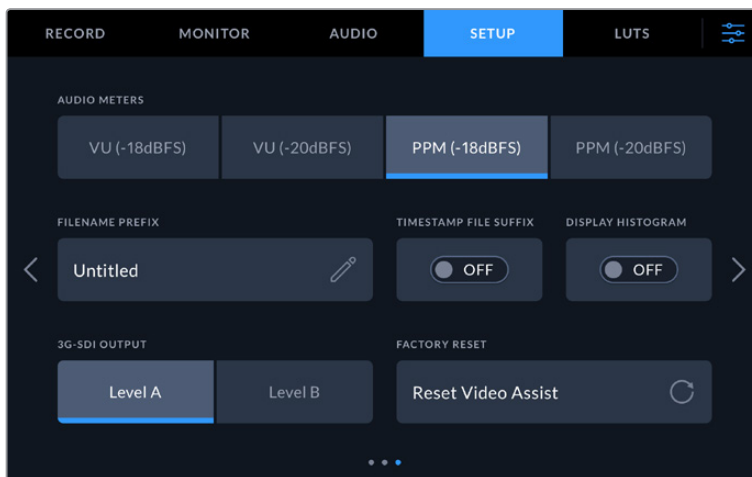 RECORD MONITOR AUDIO SETUP LUTS
AUDIO METERS
VU (-18dBFS) VU (-20dBFS) PPM (-18dBFS) PPM (-20dBFS)
FILENAME PREFIX TIMESTAMP FILE SUFFIX DISPLAY HISTOGRAM
Untitled OFF OFF
3G-SDI OUTPUT FACTORY RESET
Level A Level B Reset Video Assist